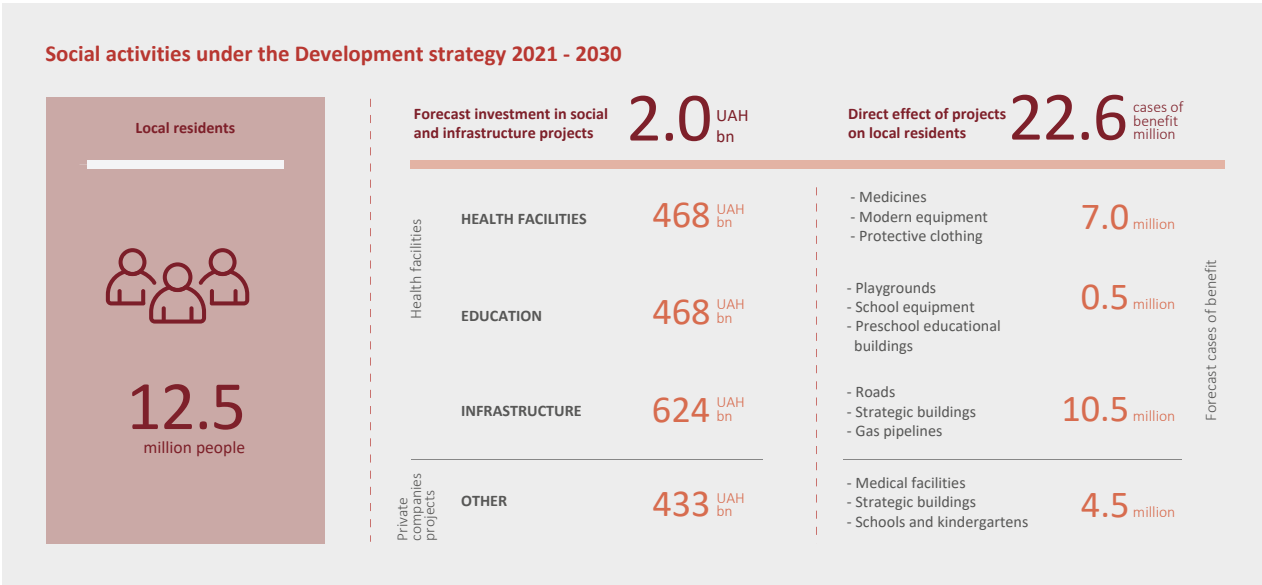 Social activities under the Development strategy 2021 - 2030
Local residents
12.5
million people
Forecast investment in social
and infrastructure projects
2.0 UAH
bn
Direct effect of projects
on local residents
22.6 cases of
benefit
million
Health facilities
HEALTH FACILITIES
468 UAH
bn
- Medicines
- Modern equipment
- Protective clothing
7.0 million
EDUCATION
468 UAH
bn
- Playgrounds
- School equipment
- Preschool educational
buildings
0.5 million
INFRASTRUCTURE
624 UAH
bn
- Roads
- Strategic buildings
- Gas pipelines
10.5 million
Forecast cases of benefit
Private
companies
projects
OTHER
433 UAH
bn
- Medical facilities
- Strategic buildings
- Schools and kindergartens
4.5 million